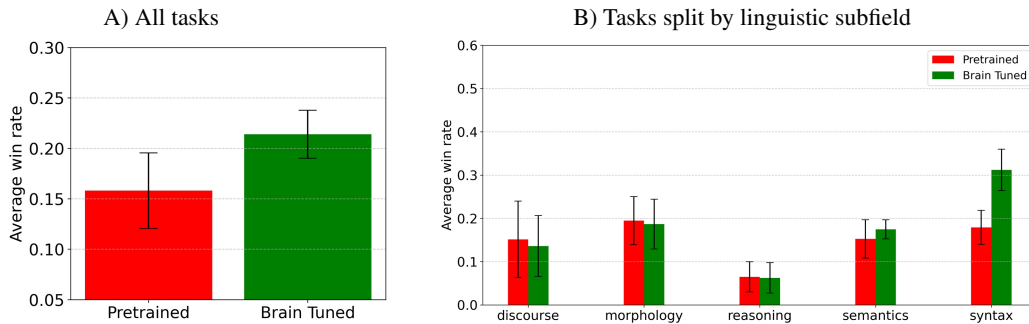 A) All tasks
0.30
0.25
0.20
0.15
0.10
0.05
Average win rate
Pretrained
Brain Tuned
B) Tasks split by linguistic subfield
0.6
0.5
0.4
0.3
0.2
0.1
0.0
Average win rate
Pretrained
Brain Tuned
discourse
morphology
reasoning
semantics
syntax